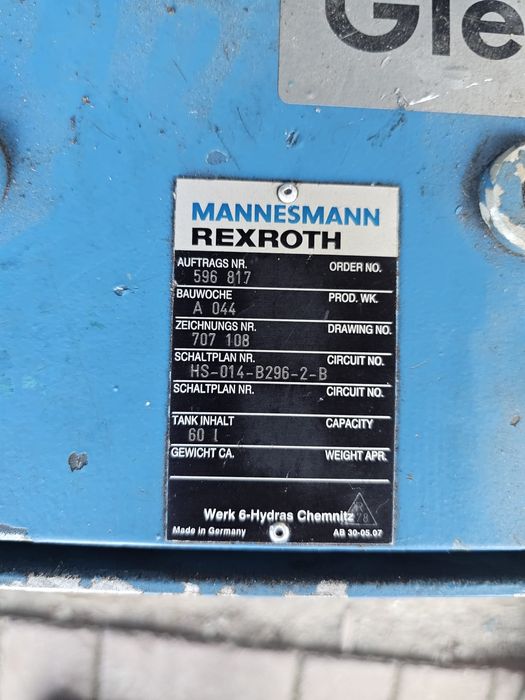 Gle
MANNESMANN
REXROTH
AUFTRAGS NR. ORDER NO.
596 817
BAUWOCHE PROD. WK.
A 044
ZEICHNUNGS NR. DRAWING NO.
707 108
SCHALTPLAN NR. CIRCUIT NO.
HS-014-B296-2-B
SCHALTPLAN NR. CIRCUIT NO.
TANK INHALT CAPACITY
60 l
GEWICHT CA. WEIGHT APR.
Werk 6-Hydras Chemnitz
Made in Germany AB 30-05.07